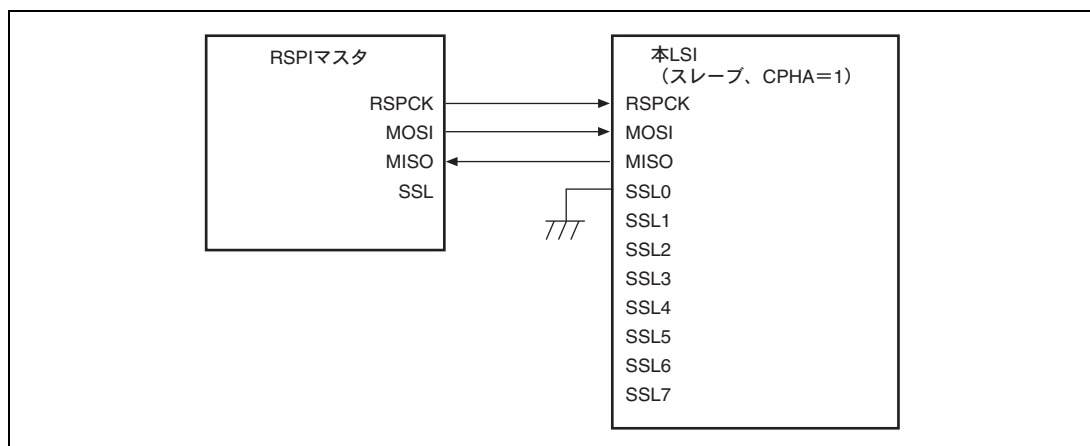 RSPIマスタ
RSPCK
MOSI
MISO
SSL
本LSI
（スレーブ、CPHA＝1）
RSPCK
MOSI
MISO
SSL0
SSL1
SSL2
SSL3
SSL4
SSL5
SSL6
SSL7